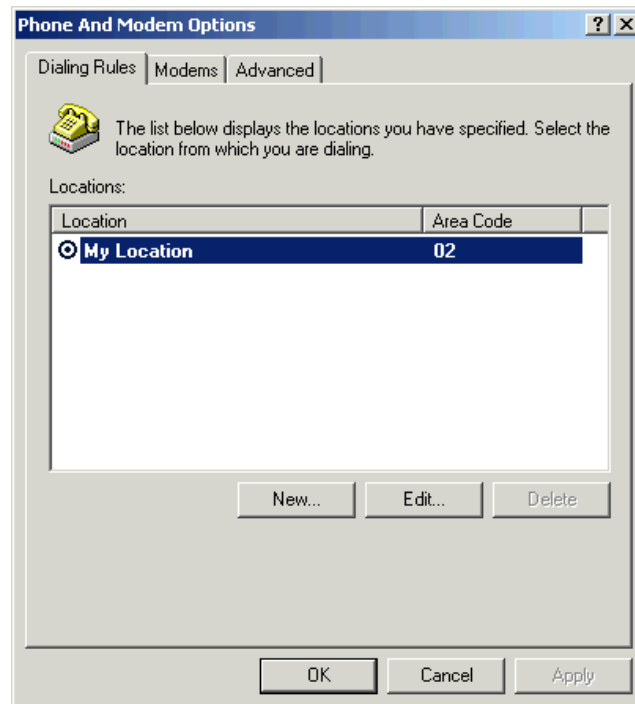 Phone And Modem Options
Dialing Rules Modems Advanced
The list below displays the locations you have specified. Select the
location from which you are dialing.
Locations:
Location Area Code
My Location 02
New... Edit... Delete
OK Cancel Apply